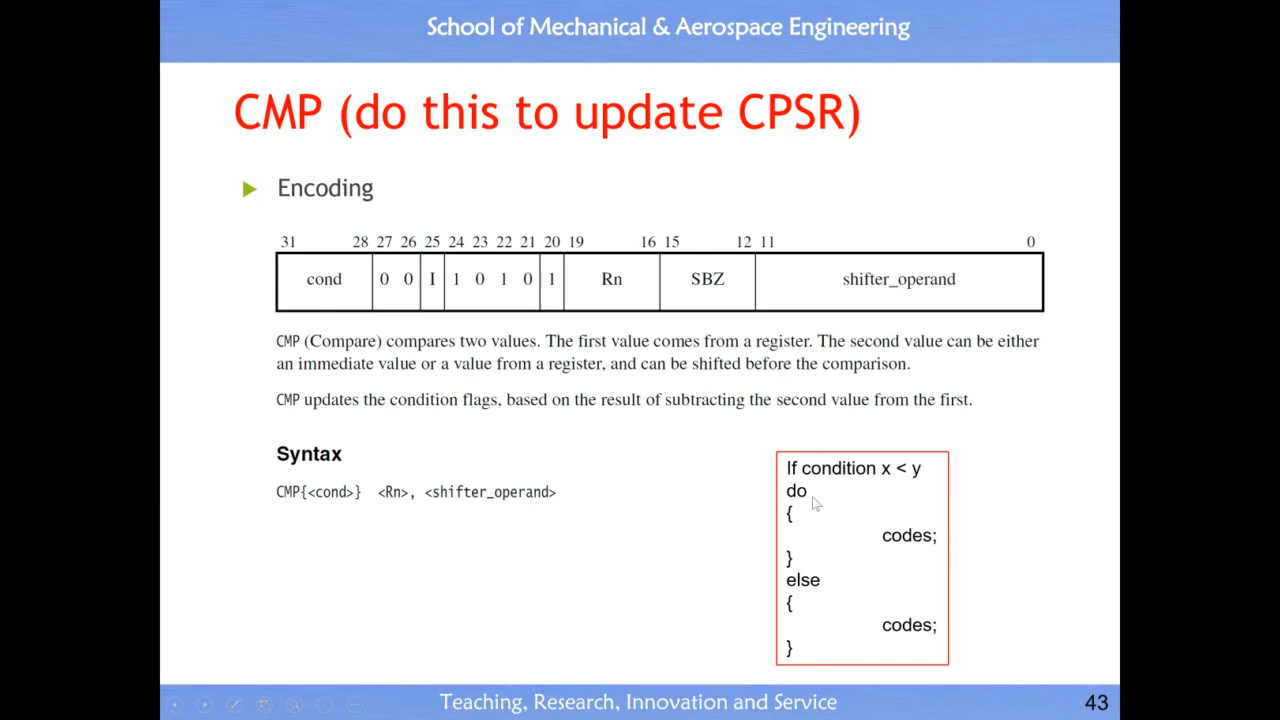 School of Mechanical & Aerospace Engineering
CMP (do this to update CPSR)
Encoding
31 28 27 26 25 24 23 22 21 20 19 16 15 12 11 0
cond 0 0 I 1 0 1 0 1 Rn SBZ shifter_operand
CMP (Compare) compares two values. The first value comes from a register. The second value can be either
an immediate value or a value from a register, and can be shifted before the comparison.
CMP updates the condition flags, based on the result of subtracting the second value from the first.
Syntax
CMP{<cond>} <Rn>, <shifter_operand>
If condition x < y
do
{
codes;
}
else
{
codes;
}
Teaching, Research, Innovation and Service
43